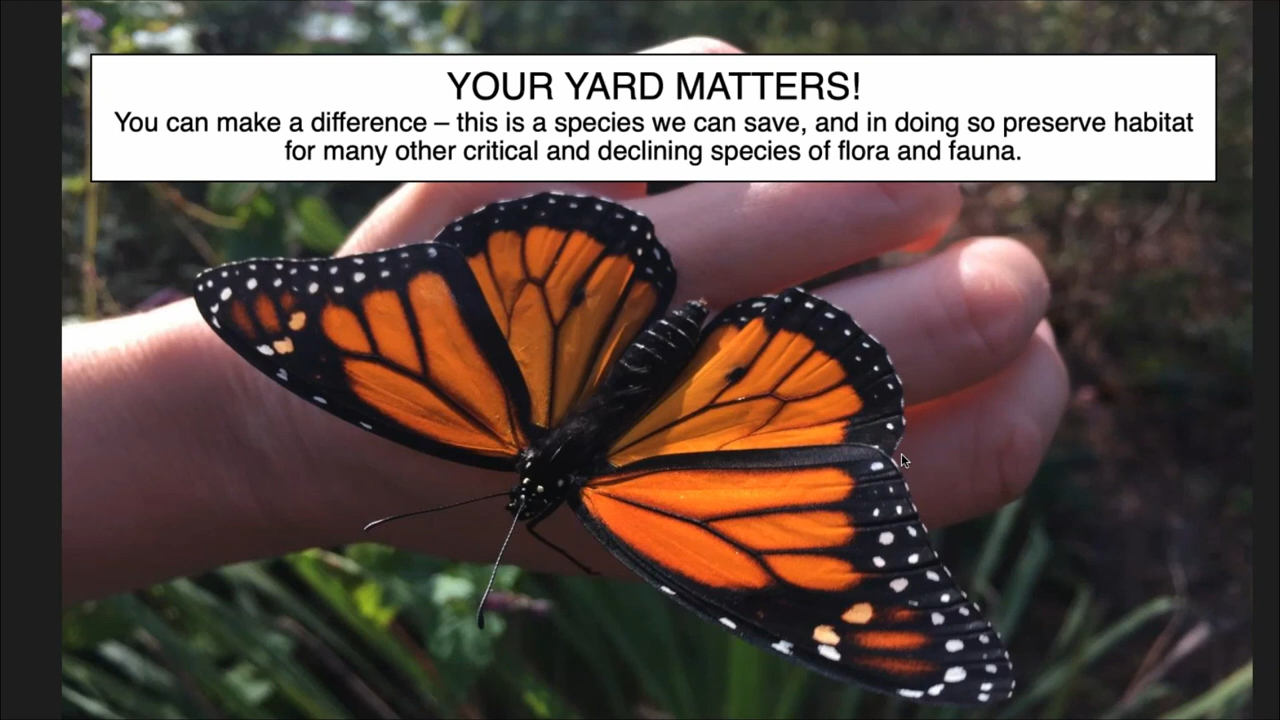 YOUR YARD MATTERS!
You can make a difference – this is a species we can save, and in doing so preserve habitat
for many other critical and declining species of flora and fauna.